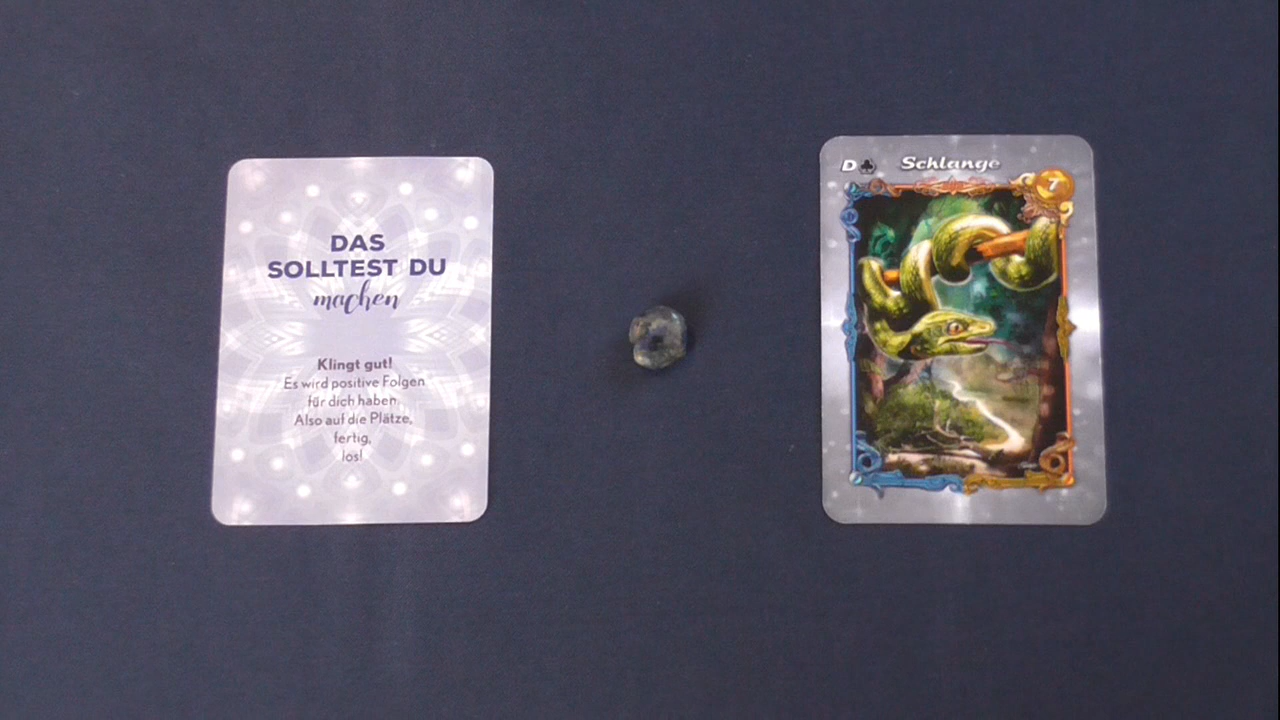 DAS
SOLLTEST DU
machen
Klingt gut!
Es wird positive Folgen
für dich haben.
Also auf die Plätze,
fertig,
los!
D♣ Schlange
7